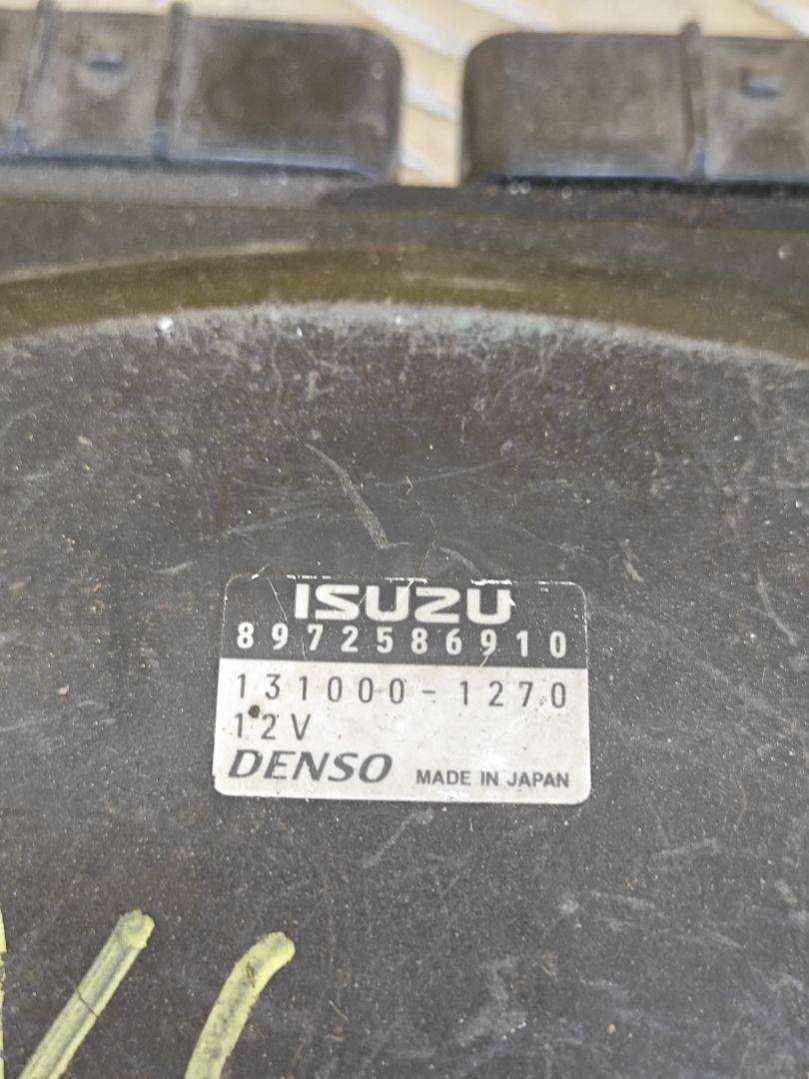 ISUZU
8972586910
131000-1270
12V
DENSO MADE IN JAPAN